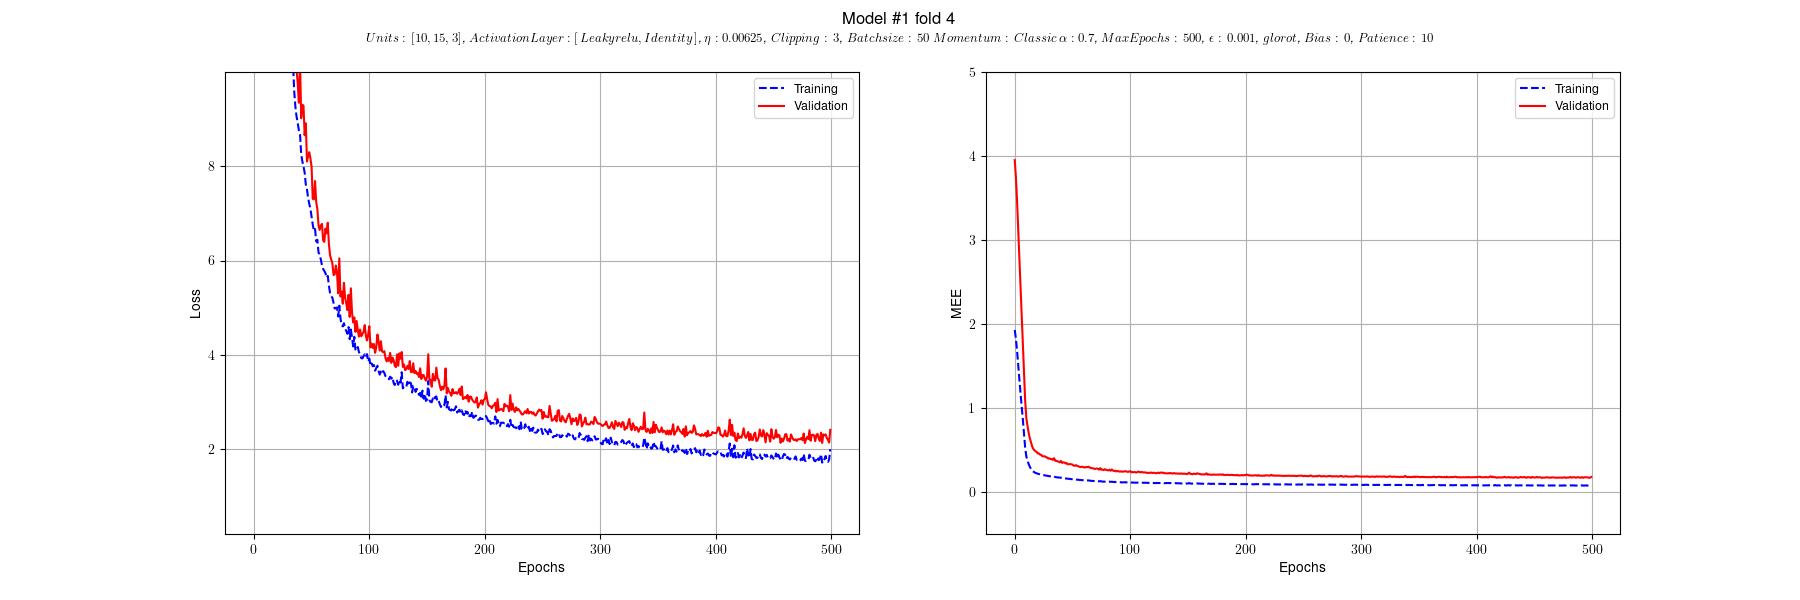 Model #1 fold 4
Units : [10, 15, 3], ActivationLayer : [Leakyrelu, Identity], η : 0.00625, Clipping : 3, Batchsize : 50 Momentum : Classic α : 0.7, MaxEpochs : 500, ϵ : 0.001, glorot, Bias : 0, Patience : 10
Training
Validation
8
6
4
2
Loss
0 100 200 300 400 500
Epochs
Training
Validation
5
4
3
2
1
0
MEE
0 100 200 300 400 500
Epochs